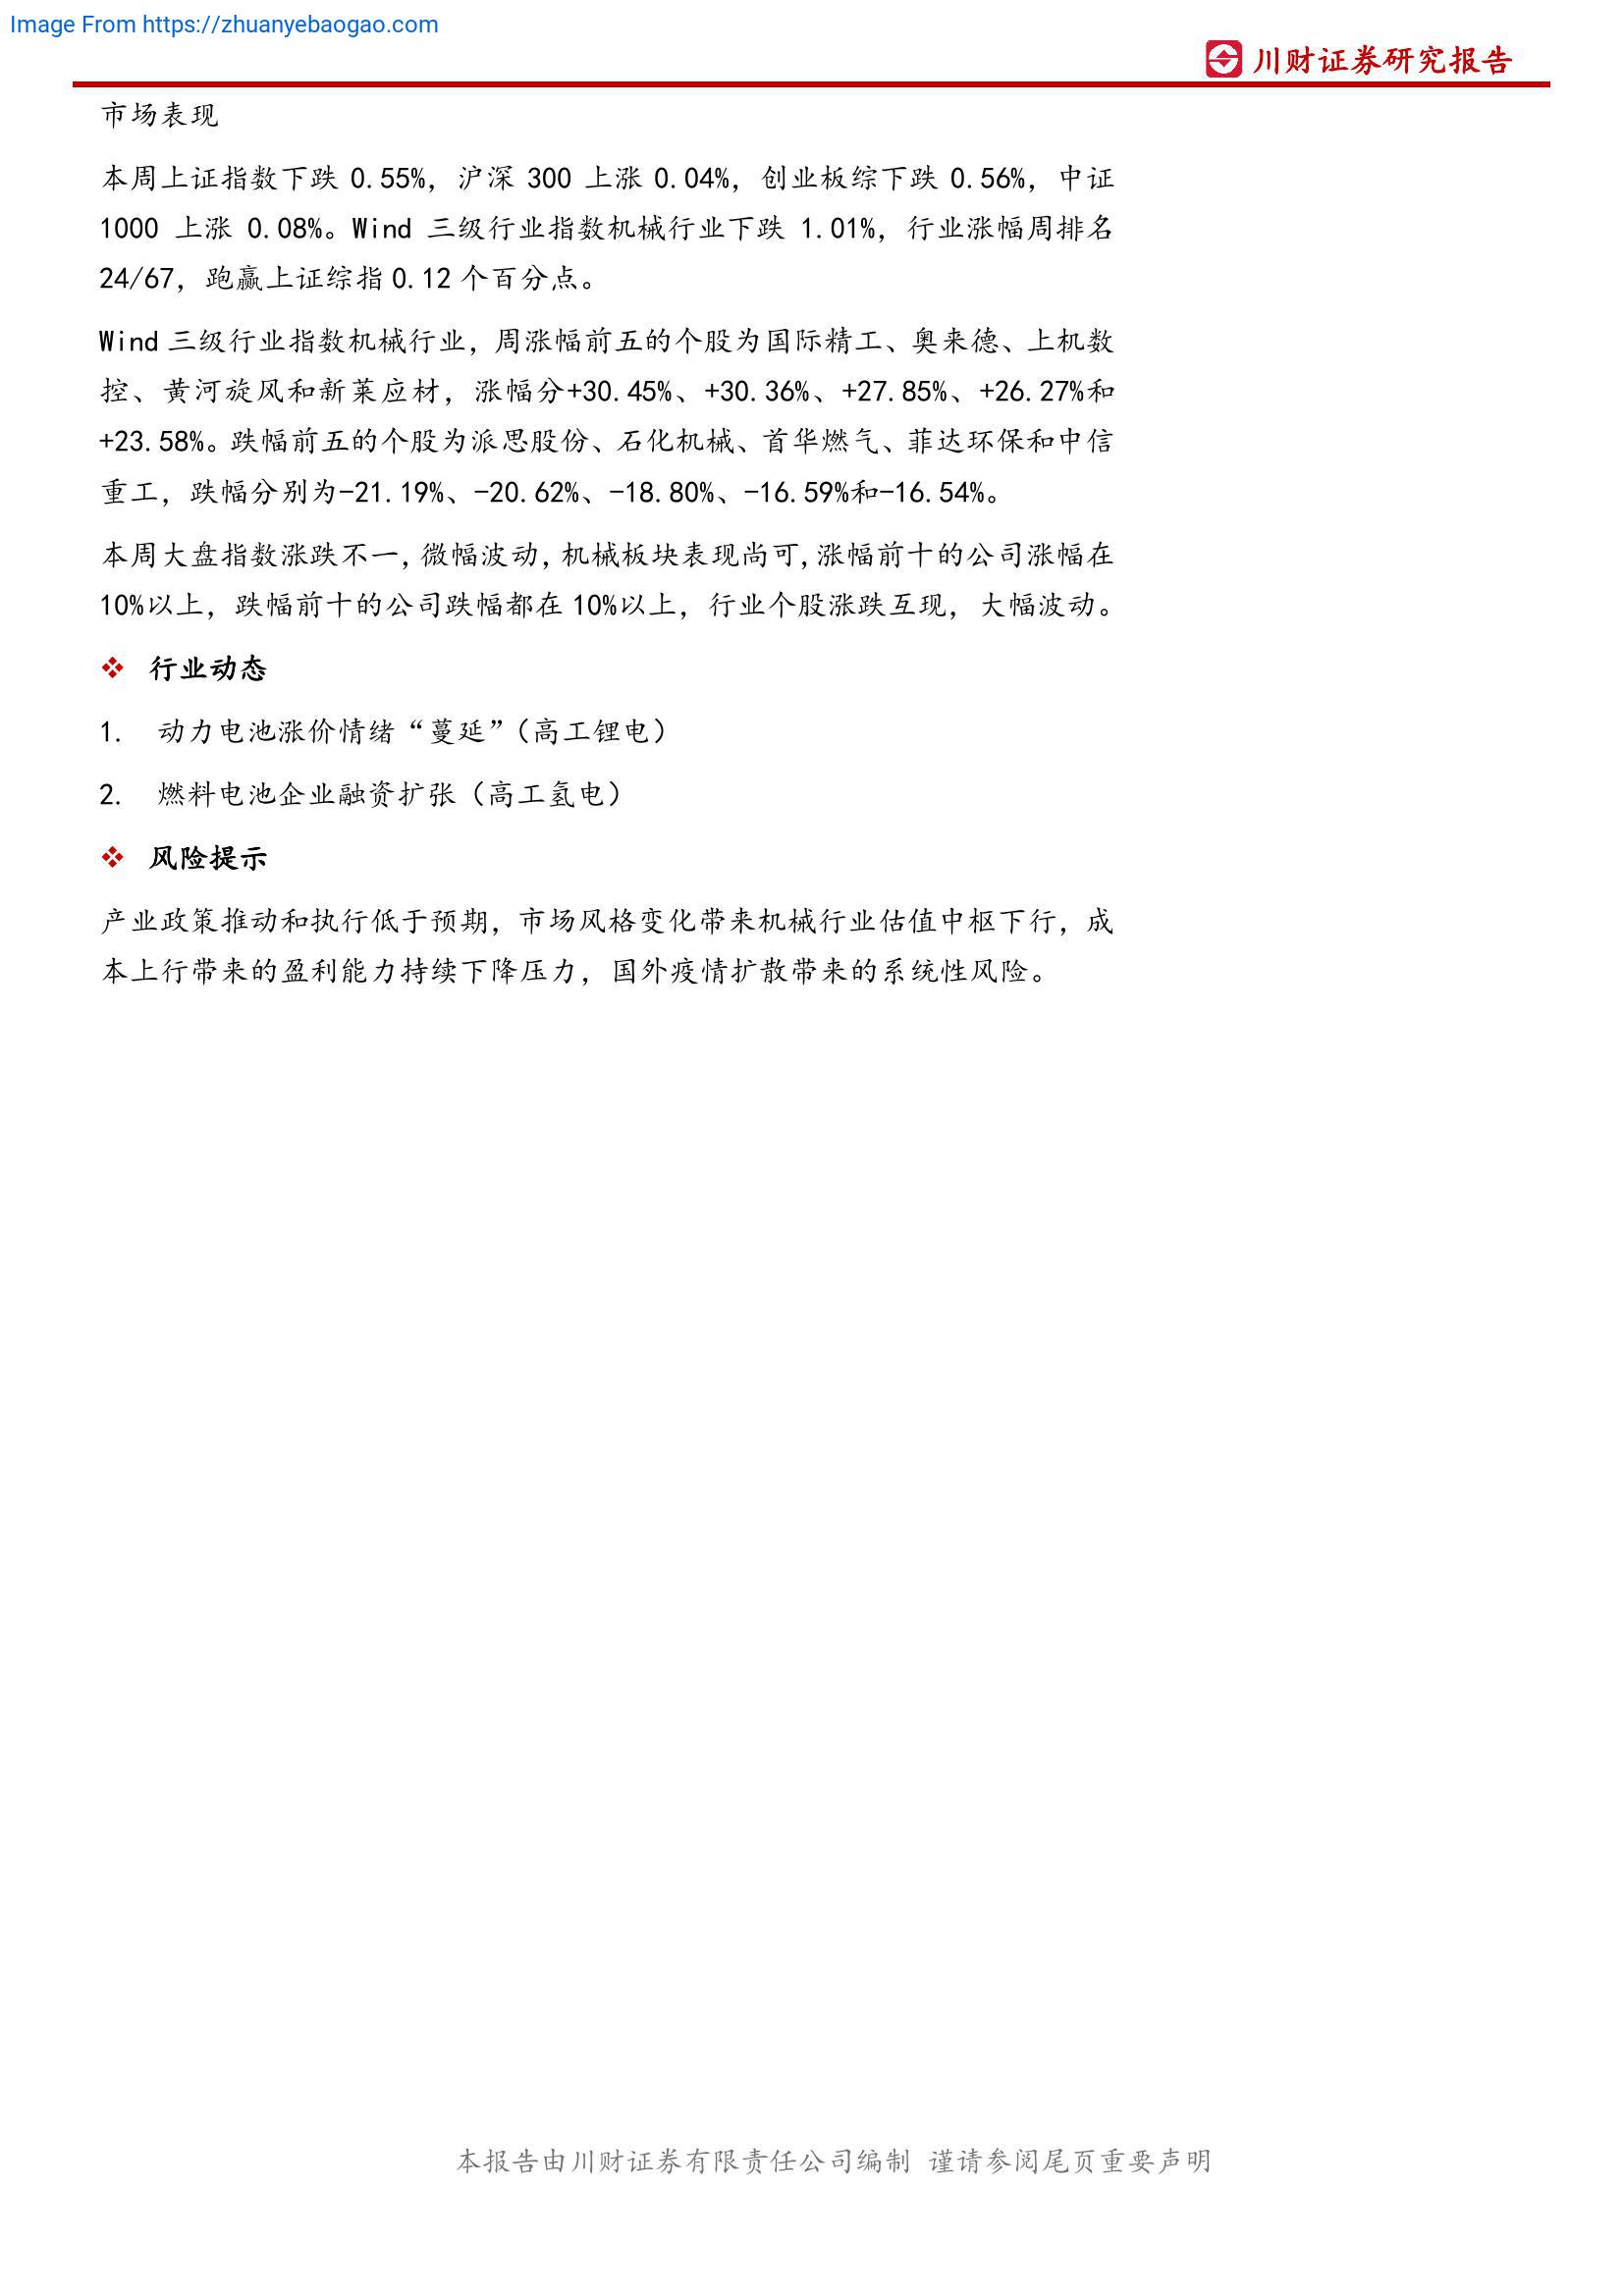 Image From https://zhuanyebaogao.com
川财证券研究报告
市场表现
本周上证指数下跌 0.55%，沪深 300 上涨 0.04%，创业板综下跌 0.56%，中证
1000 上涨 0.08%。Wind 三级行业指数机械行业下跌 1.01%，行业涨幅周排名
24/67，跑赢上证综指 0.12 个百分点。
Wind 三级行业指数机械行业，周涨幅前五的个股为国际精工、奥来德、上机数
控、黄河旋风和新莱应材，涨幅分+30.45%、+30.36%、+27.85%、+26.27%和
+23.58%。跌幅前五的个股为派思股份、石化机械、首华燃气、菲达环保和中信
重工，跌幅分别为-21.19%、-20.62%、-18.80%、-16.59%和-16.54%。
本周大盘指数涨跌不一，微幅波动，机械板块表现尚可，涨幅前十的公司涨幅在
10%以上，跌幅前十的公司跌幅都在 10%以上，行业个股涨跌互现，大幅波动。
❖ 行业动态
1. 动力电池涨价情绪“蔓延”（高工锂电）
2. 燃料电池企业融资扩张（高工氢电）
❖ 风险提示
产业政策推动和执行低于预期，市场风格变化带来机械行业估值中枢下行，成
本上行带来的盈利能力持续下降压力，国外疫情扩散带来的系统性风险。
本报告由川财证券有限责任公司编制 谨请参阅尾页重要声明